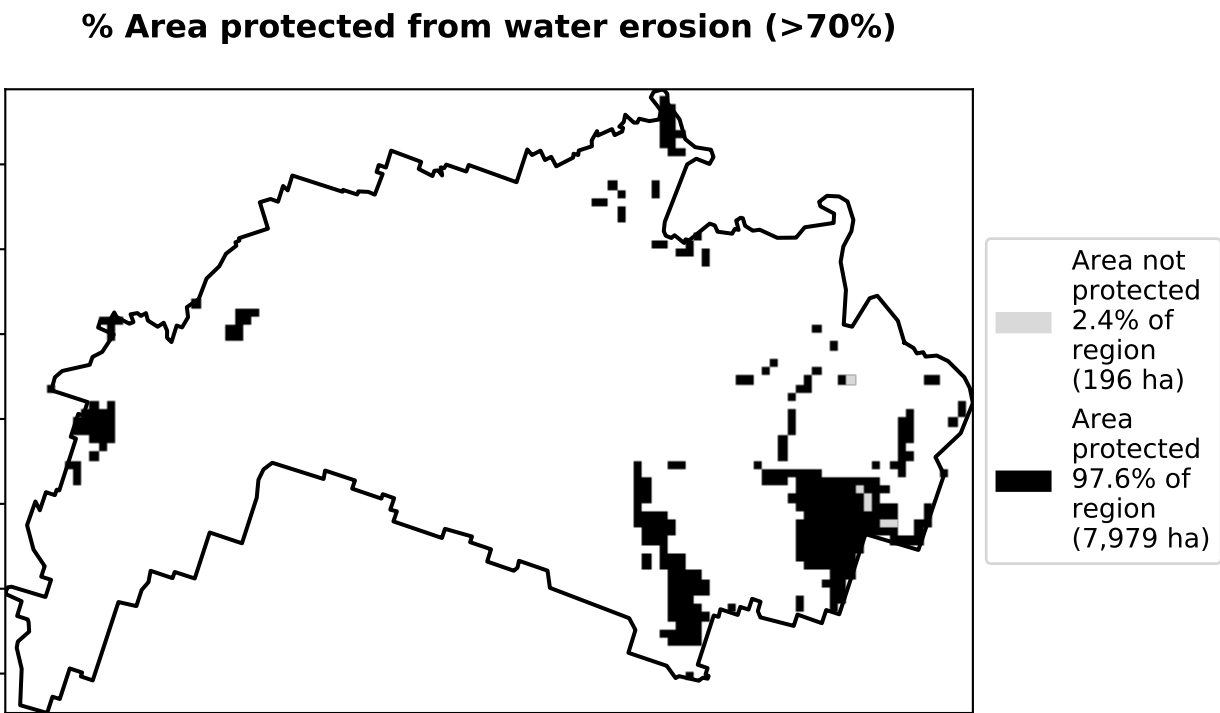 % Area protected from water erosion (>70%)
Area not
protected
2.4% of
region
(196 ha)
Area
protected
97.6% of
region
(7,979 ha)